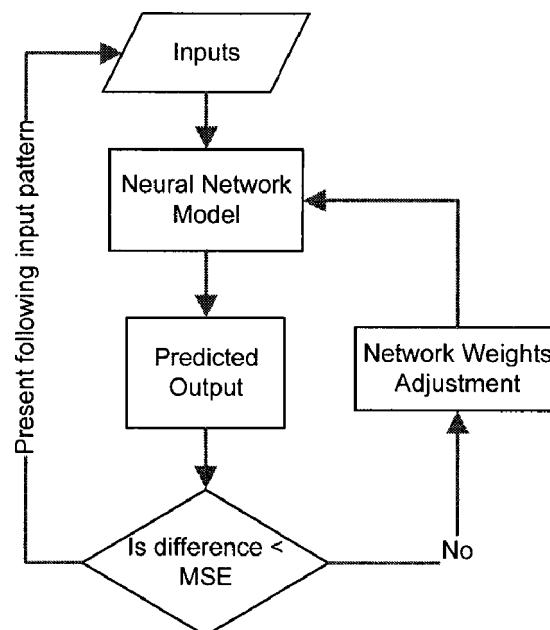 Inputs
Neural Network
Model
Predicted
Output
Network Weights
Adjustment
Is difference <
MSE
No
Present following input pattern